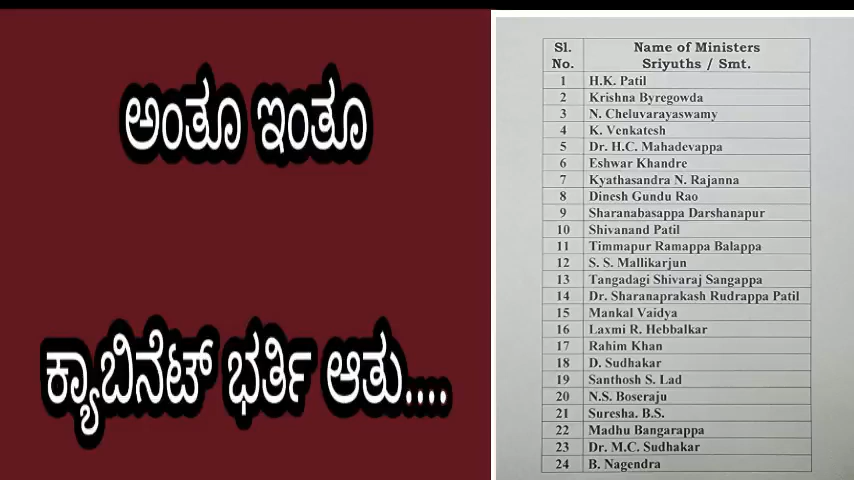 ಅಂತೂ ಇಂತೂ
ಕ್ಯಾಬಿನೆಟ್ ಭರ್ತಿ ಆತು....
Sl. No. Name of Ministers Sriyuths / Smt.
1 H.K. Patil
2 Krishna Byregowda
3 N. Cheluvarayaswamy
4 K. Venkatesh
5 Dr. H.C. Mahadevappa
6 Eshwar Khandre
7 Kyathasandra N. Rajanna
8 Dinesh Gundu Rao
9 Sharanabasappa Darshanapur
10 Shivanand Patil
11 Timmapur Ramappa Balappa
12 S. S. Mallikarjun
13 Tangadagi Shivaraj Sangappa
14 Dr. Sharanaprakash Rudrappa Patil
15 Mankal Vaidya
16 Laxmi R. Hebbalkar
17 Rahim Khan
18 D. Sudhakar
19 Santhosh S. Lad
20 N.S. Boseraju
21 Suresha. B.S.
22 Madhu Bangarappa
23 Dr. M.C. Sudhakar
24 B. Nagendra